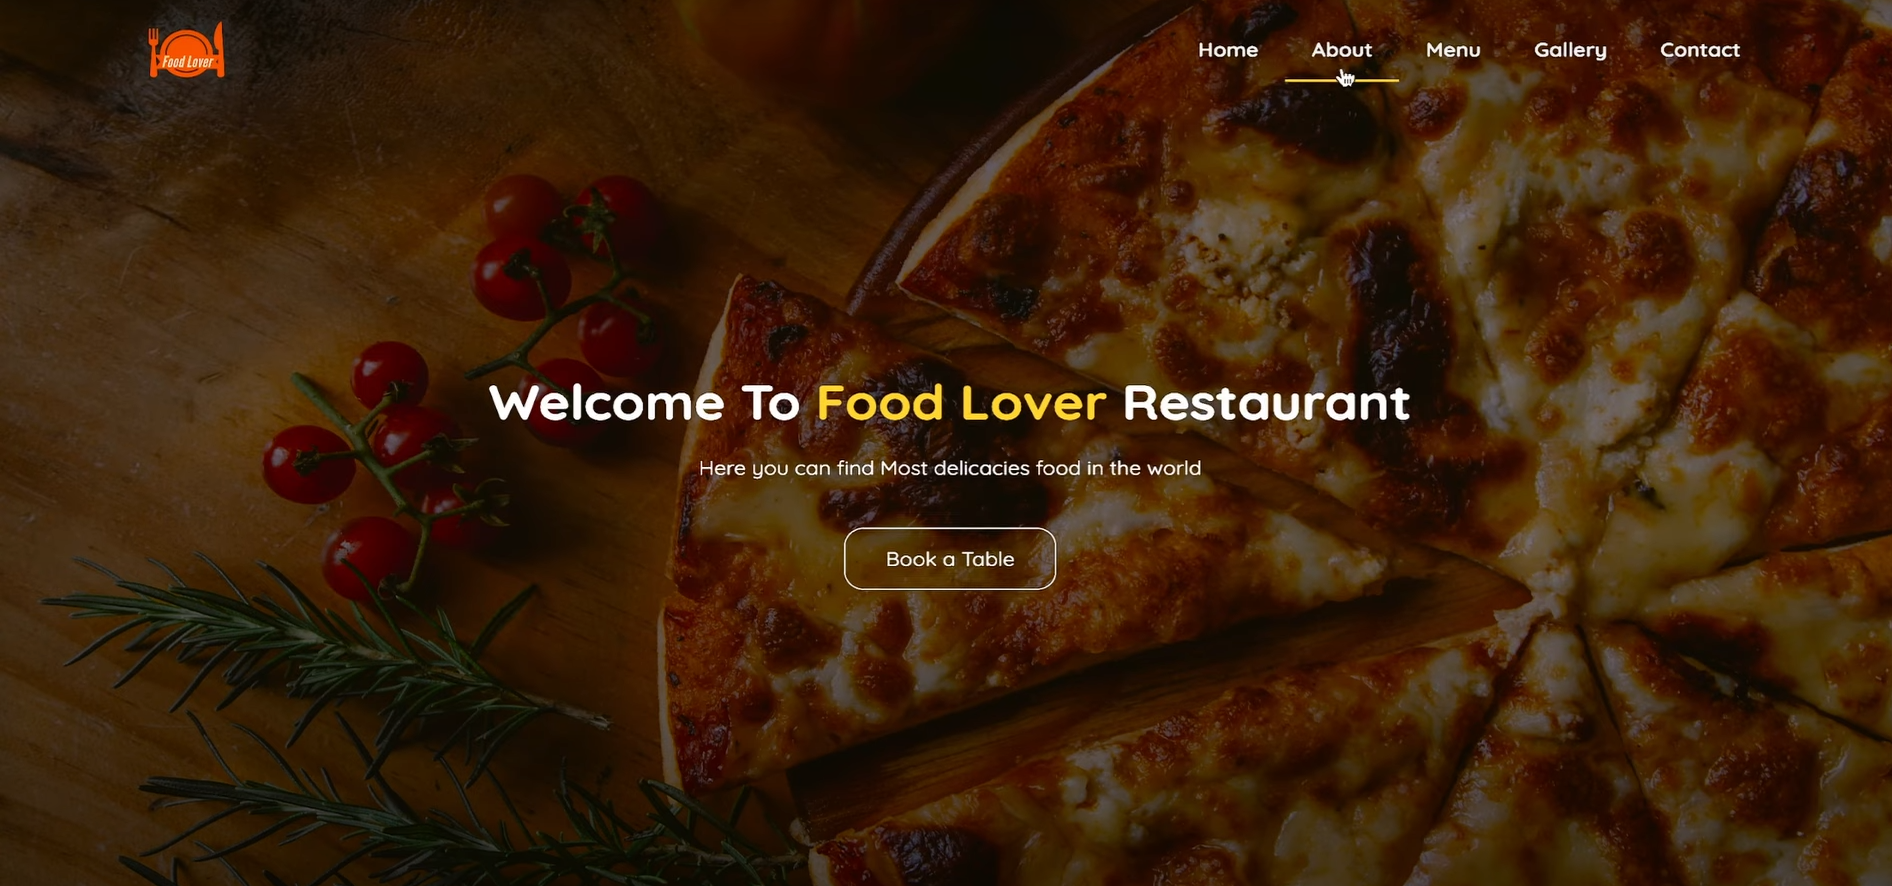 Food Lover
Home About Menu Gallery Contact
Welcome To Food Lover Restaurant
Here you can find Most delicacies food in the world
Book a Table